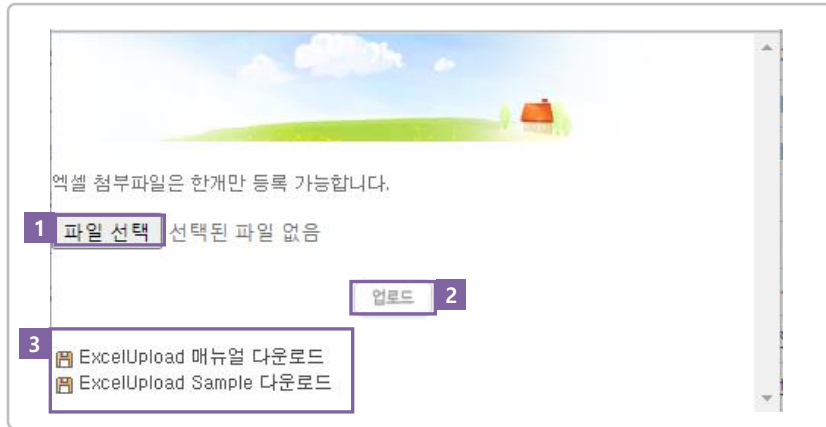 엑셀 첨부파일은 한개만 등록 가능합니다.
1 파일 선택 선택된 파일 없음
업로드 2
3
ExcelUpload 매뉴얼 다운로드
ExcelUpload Sample 다운로드